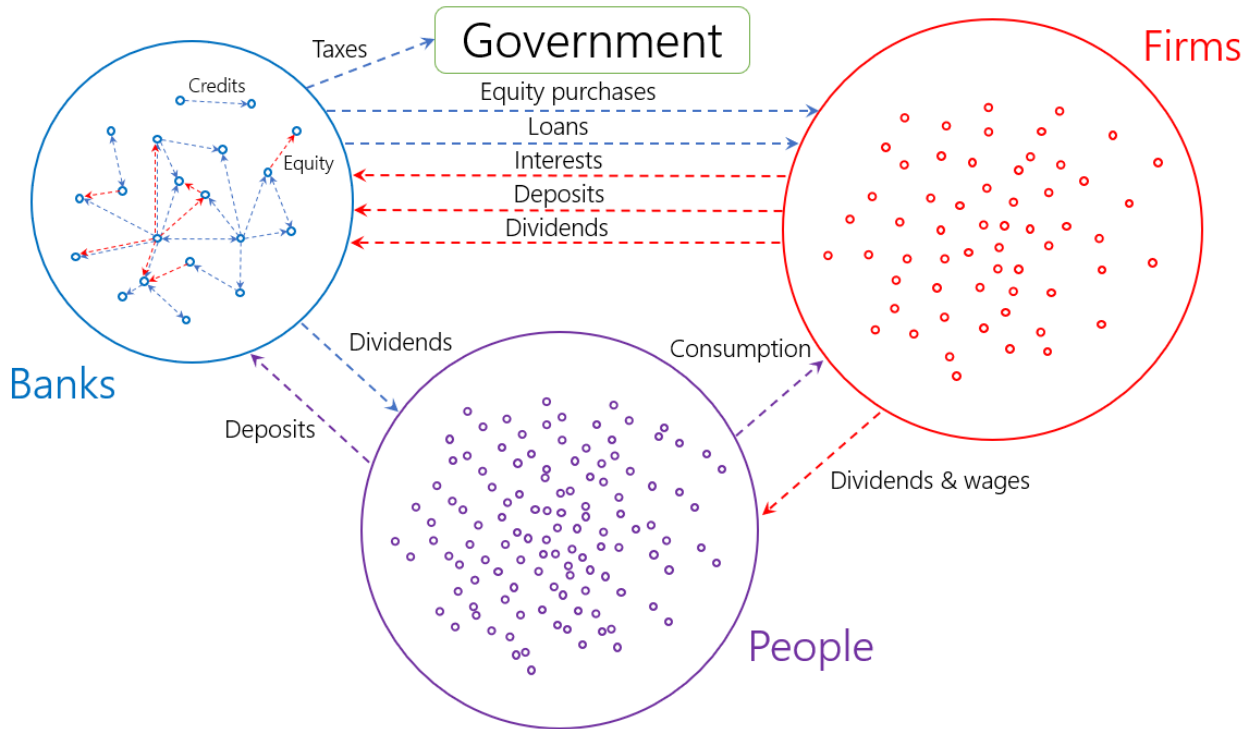 Taxes
Government
Firms
Credits
Equity purchases
Loans
Equity
Interests
Deposits
Dividends
Dividends
Consumption
Banks
Deposits
Dividends & wages
People